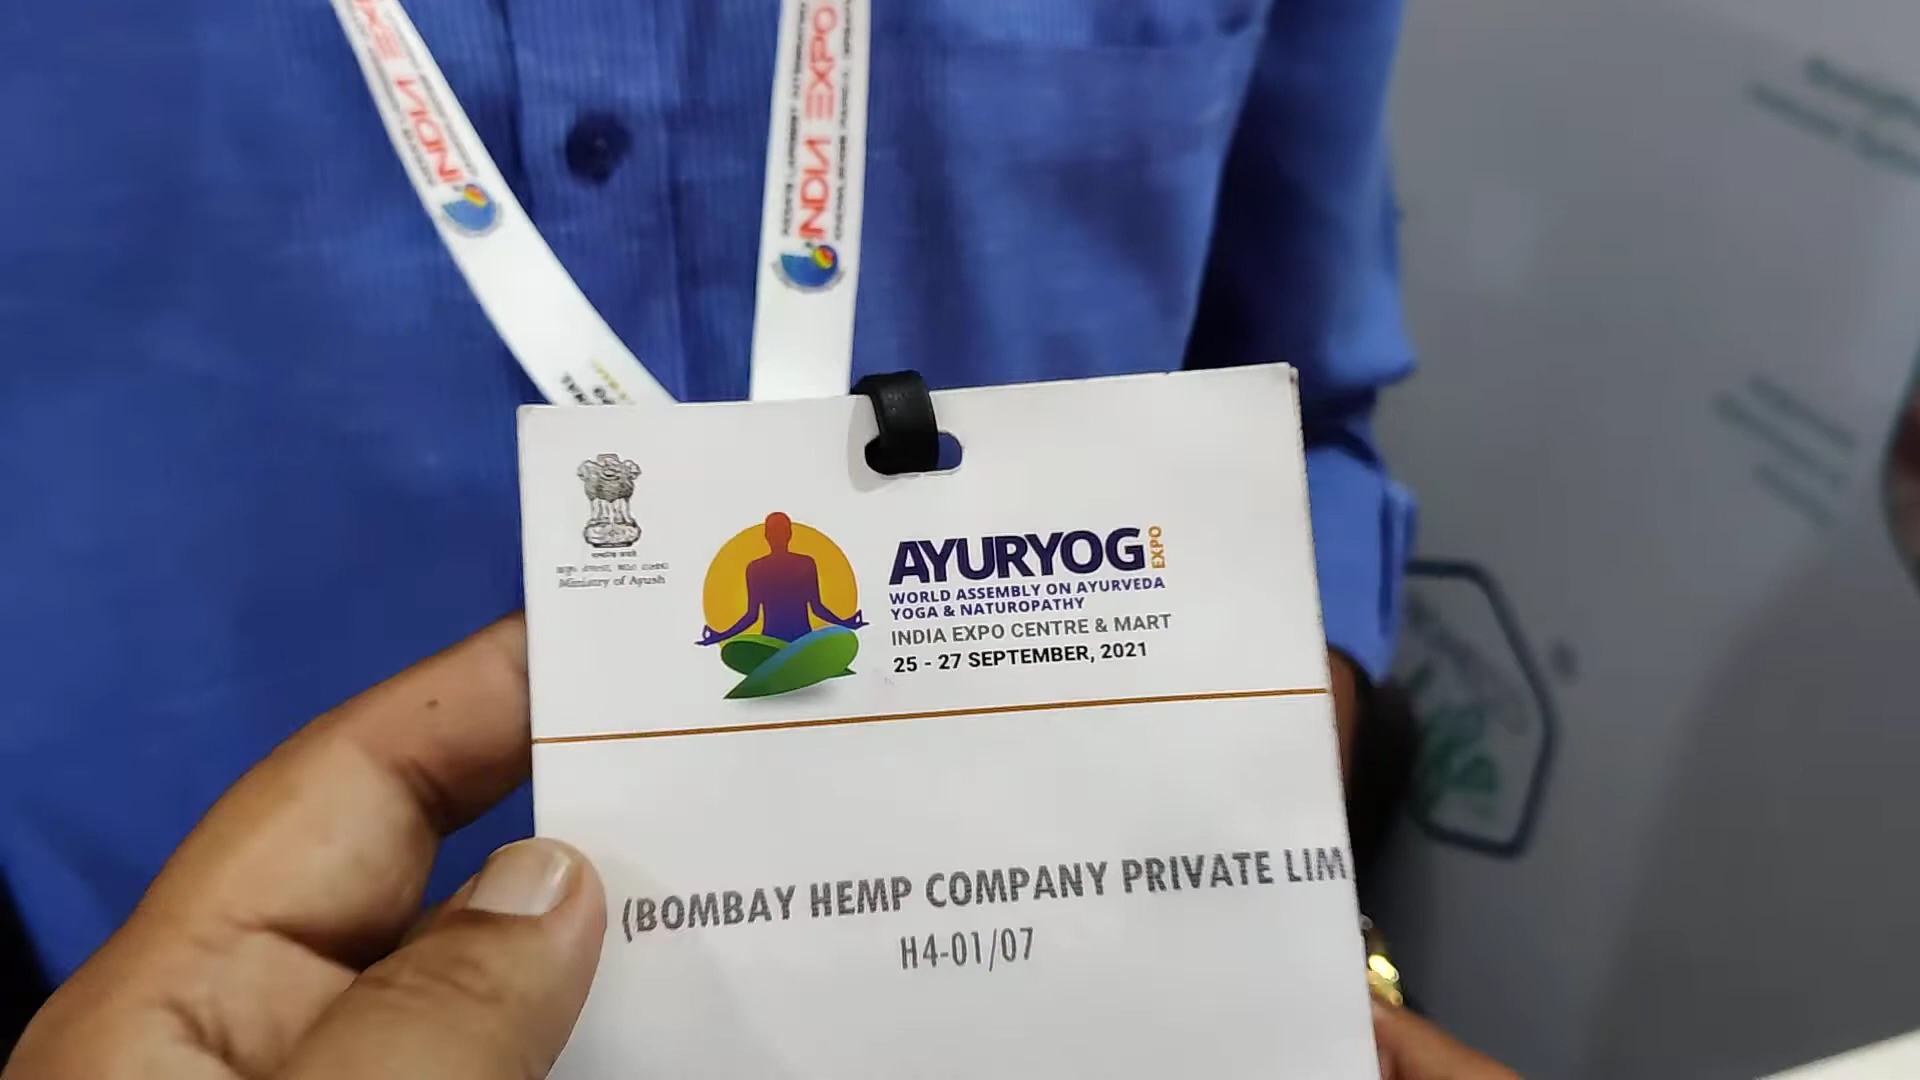 INDIA EXPO
INDIA EXPO
Ministry of Ayush
AYURYOG EXPO
WORLD ASSEMBLY ON AYURVEDA
YOGA & NATUROPATHY
INDIA EXPO CENTRE & MART
25 - 27 SEPTEMBER, 2021
(BOMBAY HEMP COMPANY PRIVATE LIM
H4-01/07